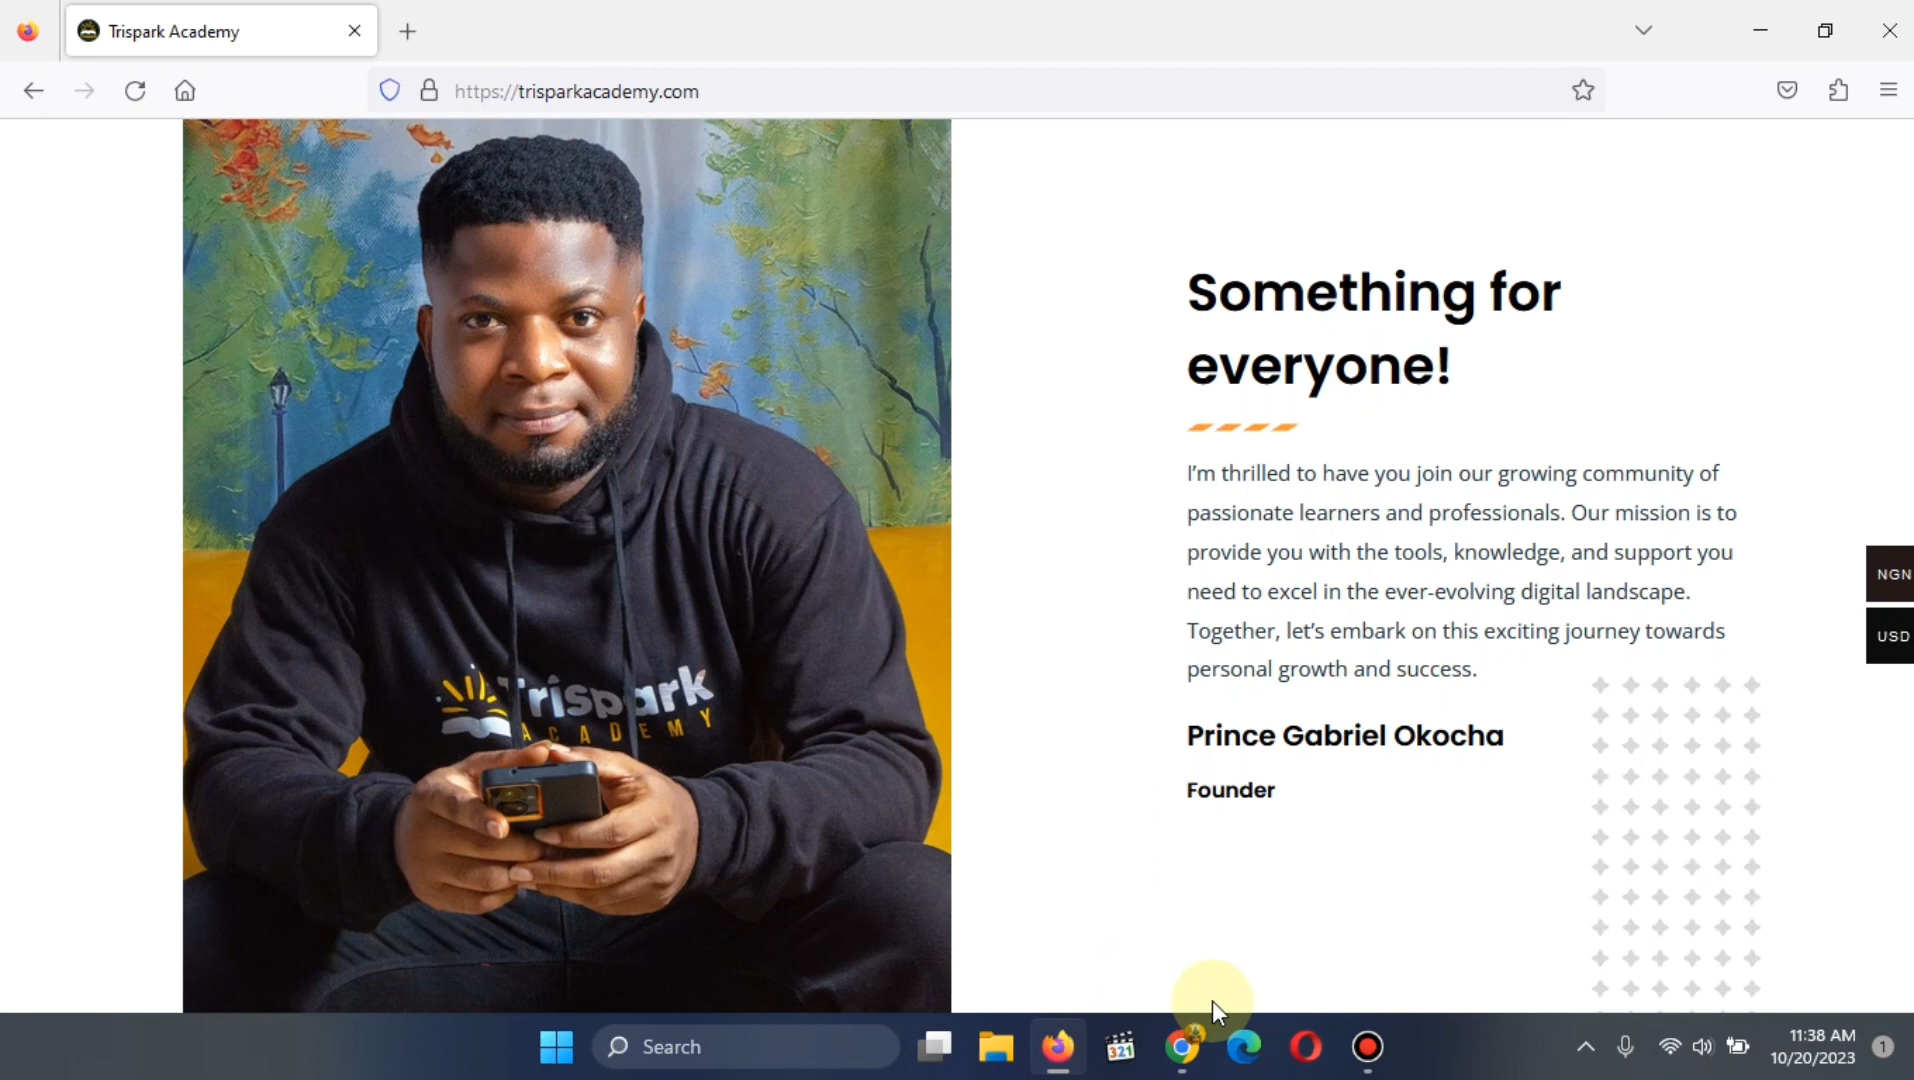 Trispark Academy
https://trisparkacademy.com
Something for
everyone!
I'm thrilled to have you join our growing community of
passionate learners and professionals. Our mission is to
provide you with the tools, knowledge, and support you
need to excel in the ever-evolving digital landscape.
Together, let's embark on this exciting journey towards
personal growth and success.
Prince Gabriel Okocha
Founder
NGN
USD
Trispark
ACADEMY
Search
321
11:38 AM
10/20/2023
1